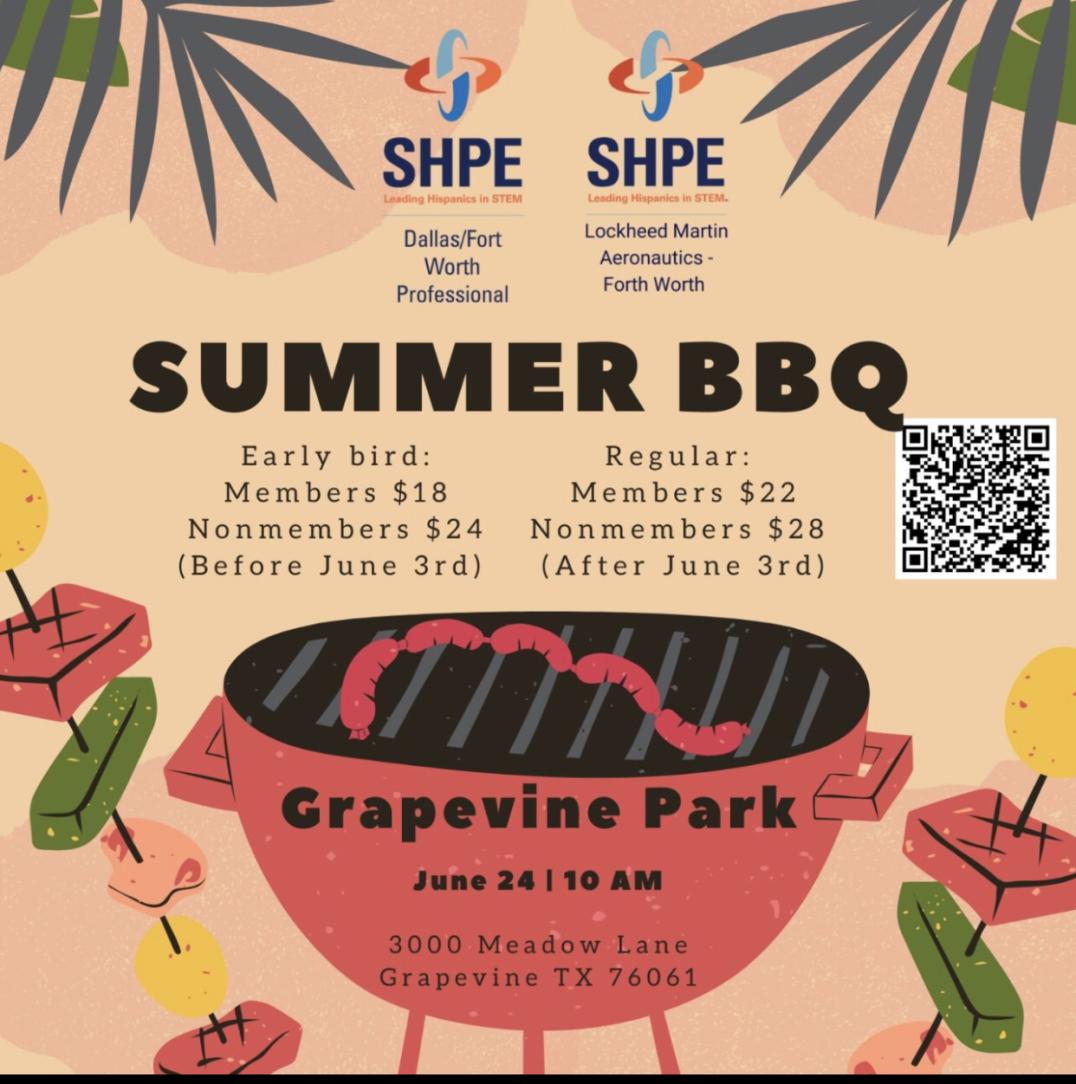 SHPE
Leading Hispanics in STEM
Dallas/Fort
Worth
Professional
SHPE
Leading Hispanics in STEM.
Lockheed Martin
Aeronautics -
Forth Worth
SUMMER BBQ
Early bird:
Members $18
Nonmembers $24
(Before June 3rd)
Regular:
Members $22
Nonmembers $28
(After June 3rd)
Grapevine Park
June 24 | 10 AM
3000 Meadow Lane
Grapevine TX 76061